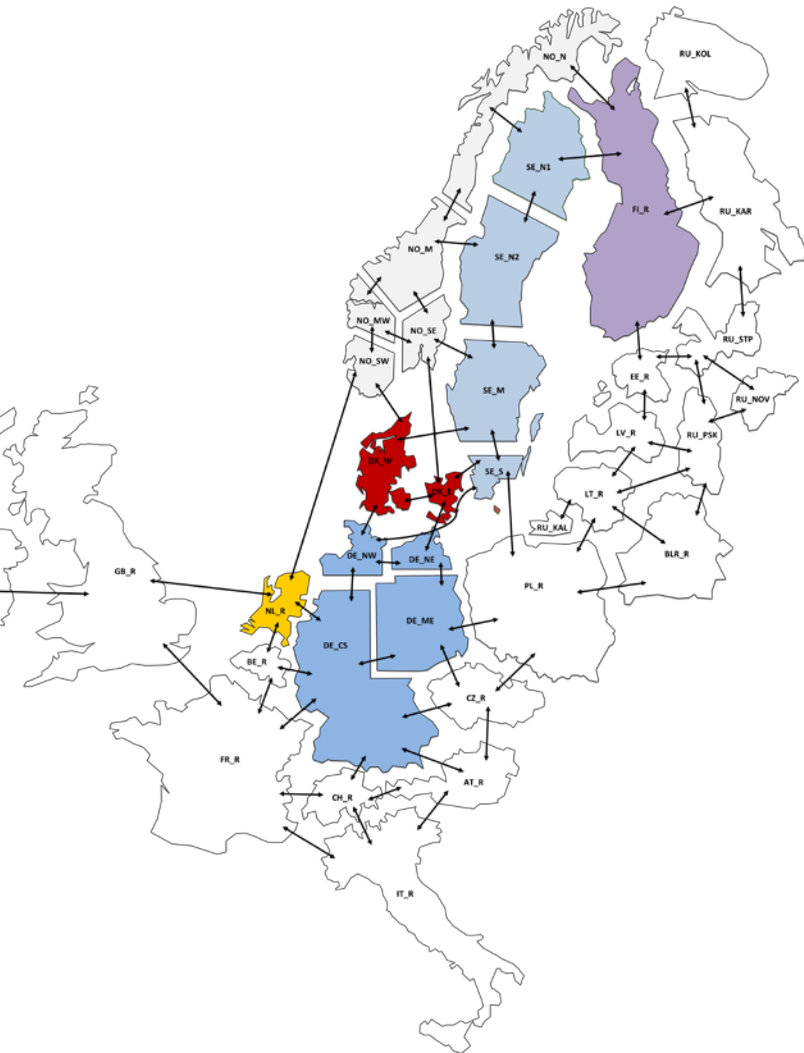 NO_N
RU_KOL
SE_N1
FI_R
RU_KAR
NO_M
SE_N2
NO_MW
NO_SE
RU_STP
NO_SW
EE_R
SE_M
RU_NOV
LV_R
RU_PSK
DK_W
SE_S
DK_E
LT_R
RU_KAL
DE_NW
DE_NE
BLR_R
GB_R
PL_R
NL_R
DE_ME
DE_CS
BE_R
CZ_R
FR_R
AT_R
CH_R
IT_R